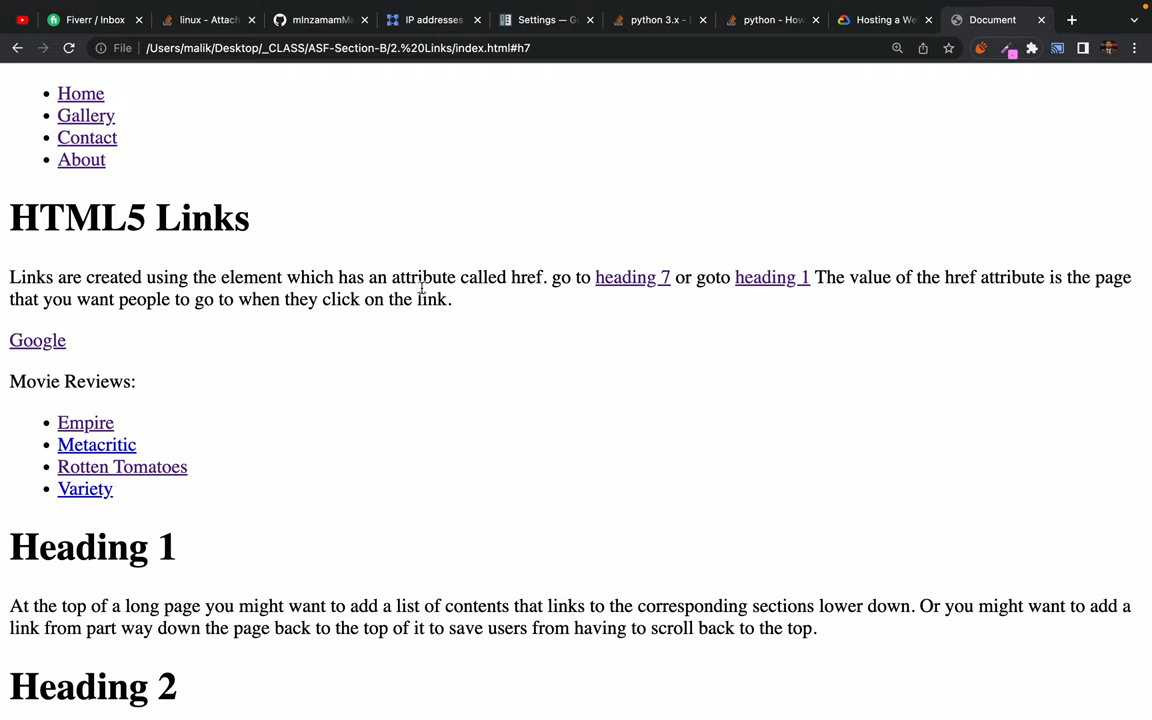 Fiverr / Inbox
linux - Attach
mInzamamMa
IP addresses
Settings — G
python 3.x - 
python - How
Hosting a We
Document
File
/Users/malik/Desktop/_CLASS/ASF-Section-B/2.%20Links/index.html#h7
Home
Gallery
Contact
About
HTML5 Links
Links are created using the element which has an attribute called href. go to heading 7 or goto heading 1 The value of the href attribute is the page
that you want people to go to when they click on the link.
Google
Movie Reviews:
Empire
Metacritic
Rotten Tomatoes
Variety
Heading 1
At the top of a long page you might want to add a list of contents that links to the corresponding sections lower down. Or you might want to add a
link from part way down the page back to the top of it to save users from having to scroll back to the top.
Heading 2